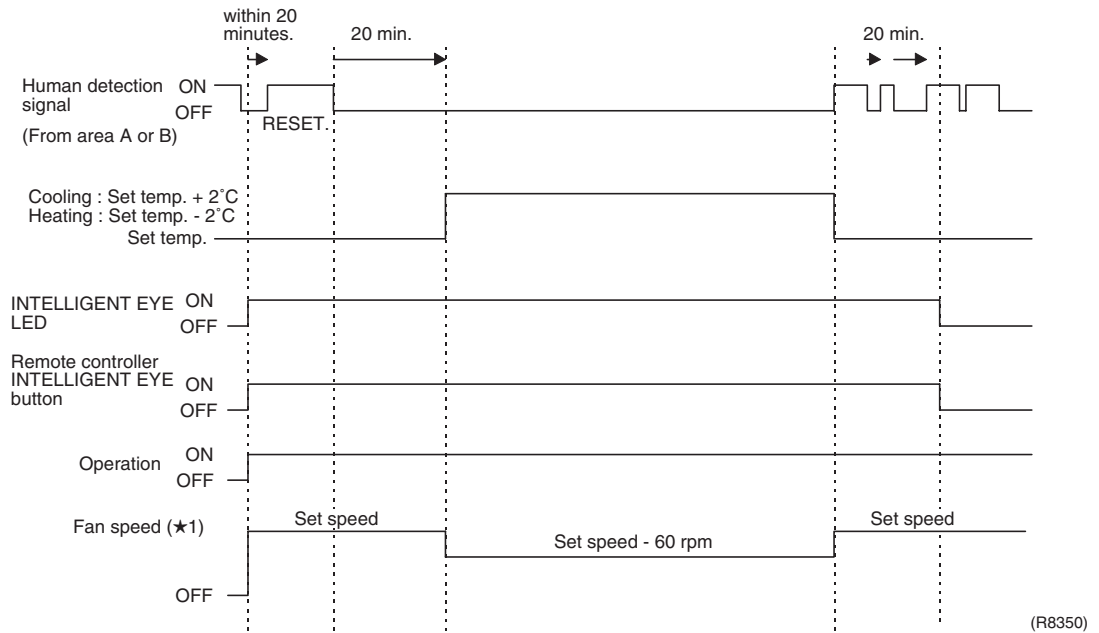 within 20
minutes.
20 min.
20 min.
Human detection
signal
(From area A or B)
ON
OFF
RESET.
Cooling : Set temp. + 2˚C
Heating : Set temp. - 2˚C
Set temp.
INTELLIGENT EYE
LED
ON
OFF
Remote controller
INTELLIGENT EYE
button
ON
OFF
Operation
ON
OFF
Fan speed (★1)
Set speed
Set speed - 60 rpm
Set speed
OFF
(R8350)